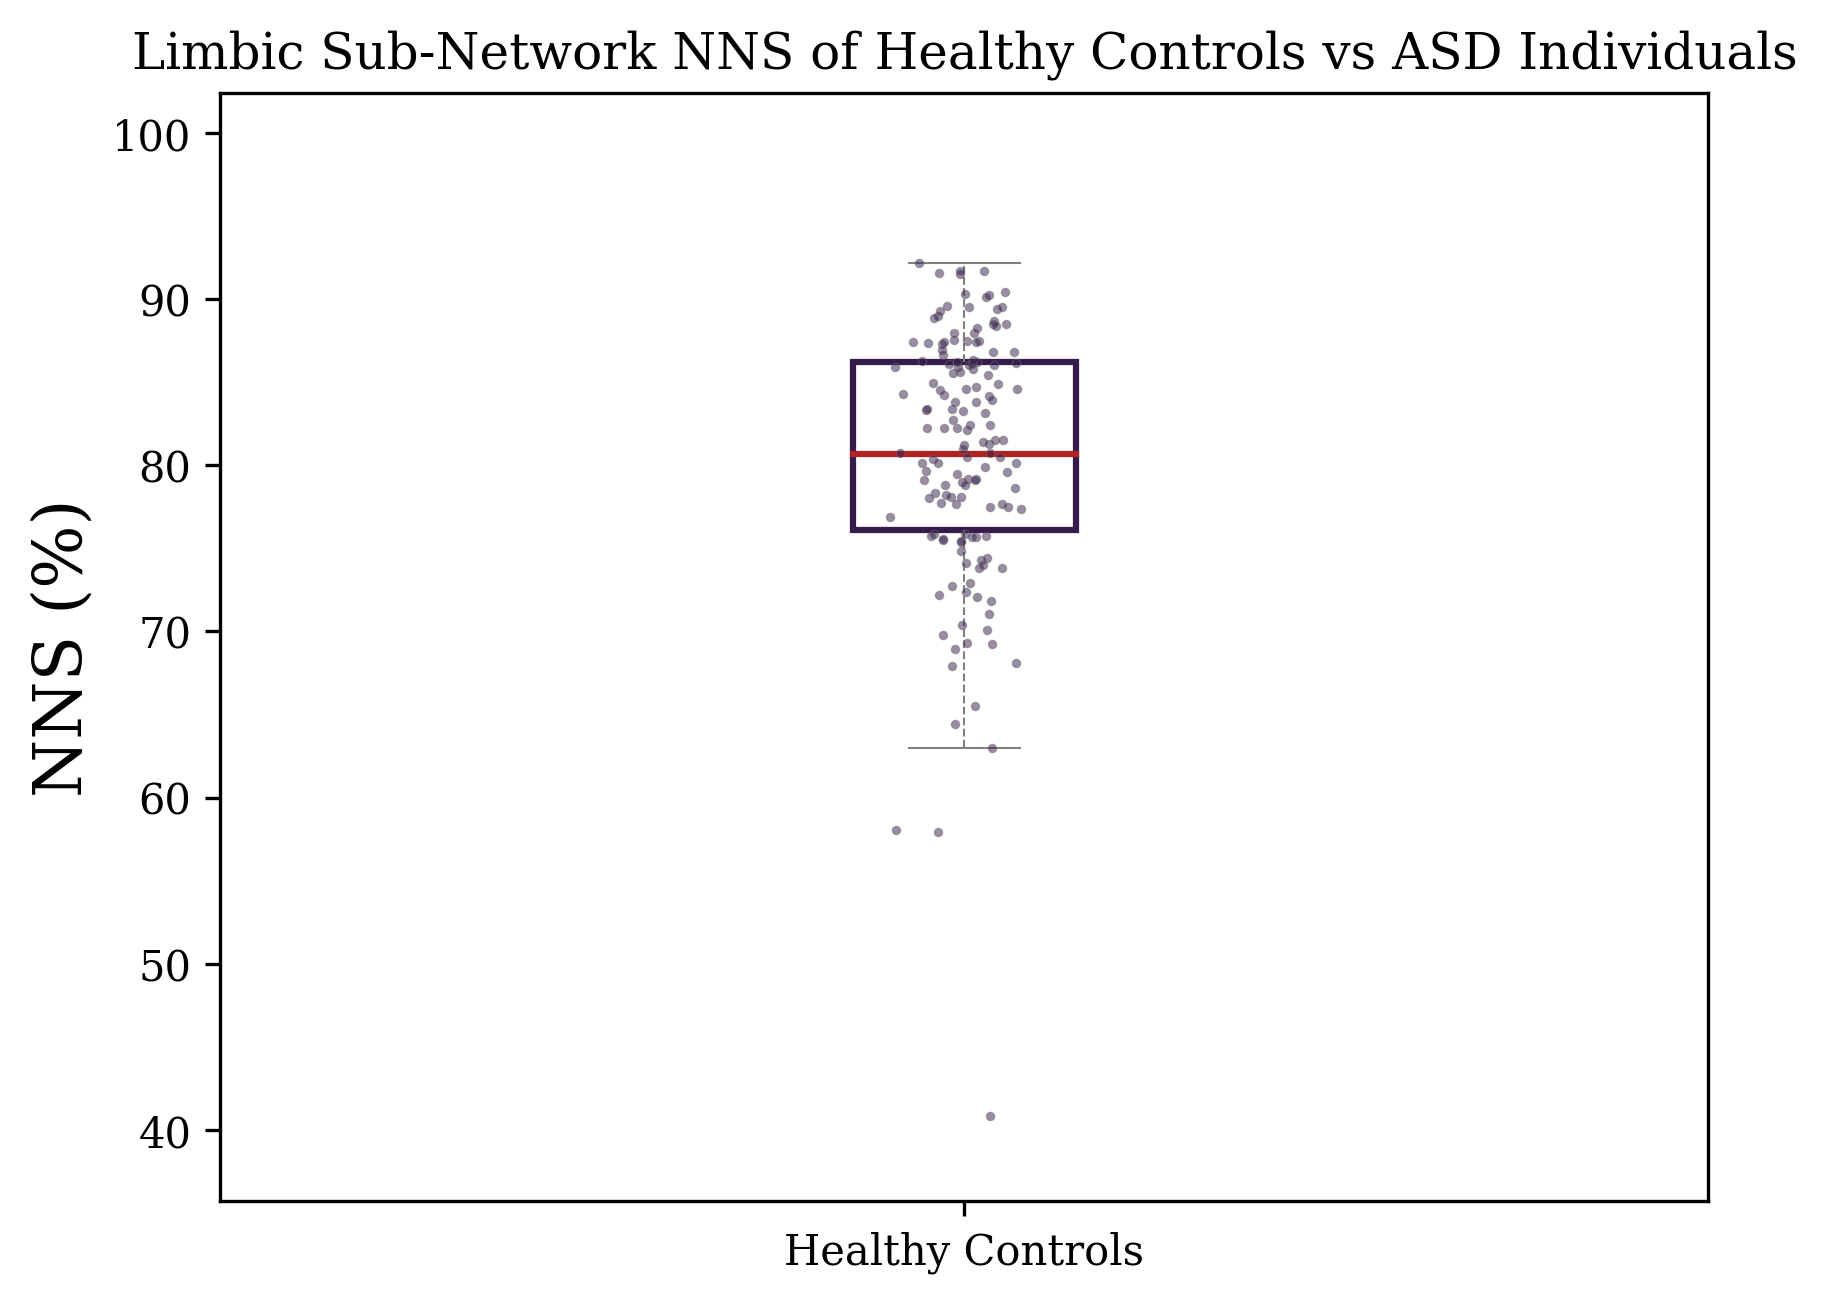 Limbic Sub-Network NNS of Healthy Controls vs ASD Individuals
100
90
80
70
60
50
40
NNS (%)
Healthy Controls